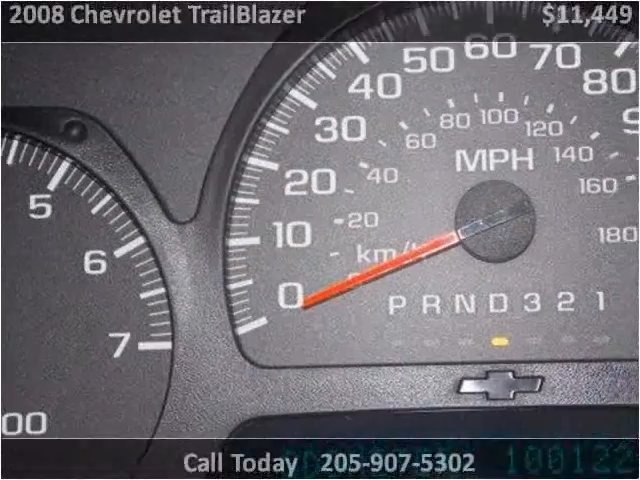 2008 Chevrolet TrailBlazer $11,449
40 50 60 70 80
30 60 80 100 120
MPH 140
20 40 160
10 20 180
km/
0
P R N D 3 2 1
5
6
7
00
100122
Call Today 205-907-5302